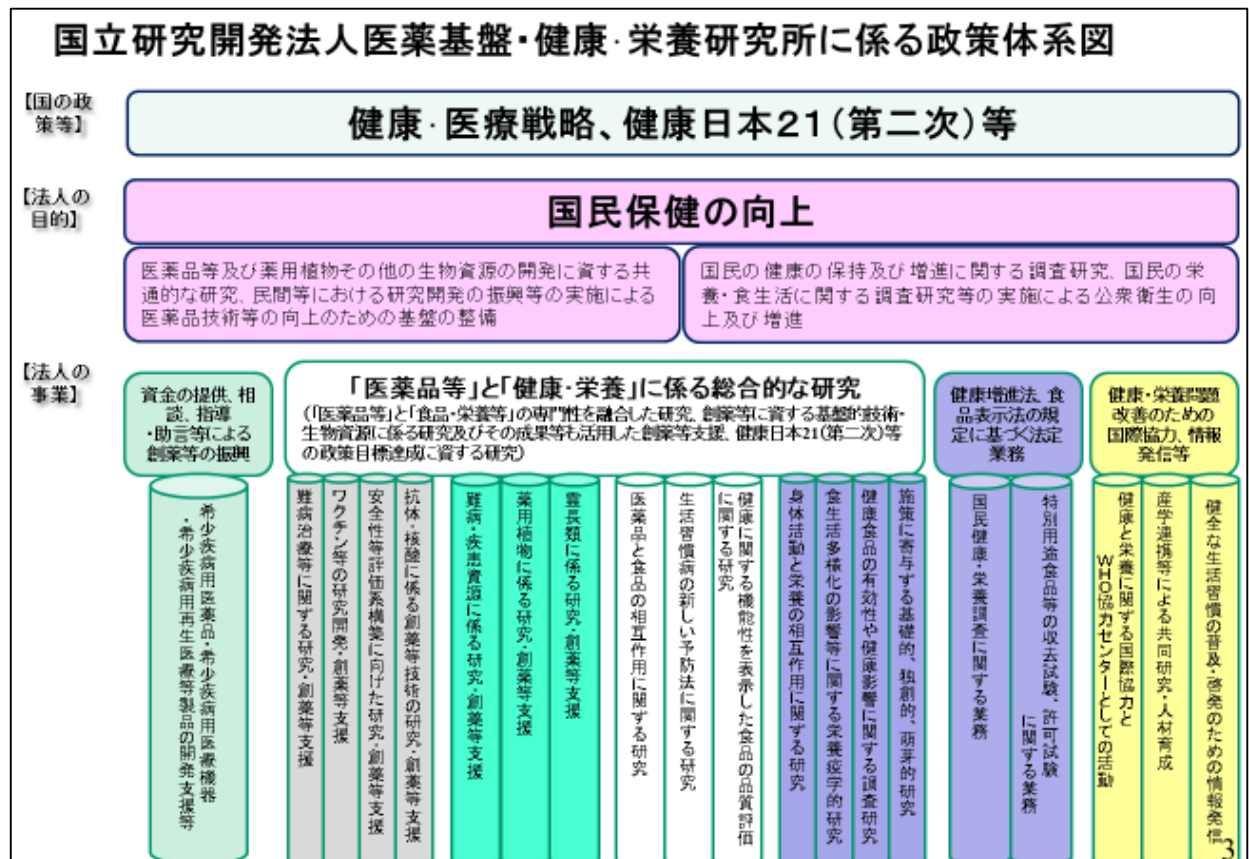 国立研究開発法人医薬基盤・健康・栄養研究所に係る政策体系図
【国の政
策等】
健康・医療戦略、健康日本21(第二次)等
【法人の
目的】
国民保健の向上
医薬品等及び薬用植物その他の生物資源の開発に資する共
通的な研究、民間等における研究開発の振興等の実施による
医薬品技術等の向上のための基盤の整備
国民の健康の保持及び増進に関する調査研究、国民の栄
養・食生活に関する調査研究等の実施による公衆衛生の向
上及び増進
【法人の
事業】
資金の提供、相
談、指導
・助言等による
創薬等の振興
「医薬品等」と「健康・栄養」に係る総合的な研究
(「医薬品等」と「食品・栄養等」の専門性を融合した研究、創薬等に資する基盤的技術・
生物資源に係る研究及びその成果等も活用した創薬等支援、健康日本21(第二次)等
の政策目標達成に資する研究)
健康増進法、食
品表示法の規
定に基づく法定
業務
健康・栄養問題
改善のための
国際協力、情報
発信等
希少疾病用医薬品・希少疾病用医療機器
・希少疾病用再生医療等製品の開発支援等
難病治療等に関する研究・創薬等支援
ワクチン等の研究開発・創薬等支援
安全性等評価系構築に向けた研究・創薬等支援
抗体・核酸に係る創薬等技術の研究・創薬等支援
難病・疾患資源に係る研究・創薬等支援
薬用植物に係る研究・創薬等支援
霊長類に係る研究・創薬等支援
医薬品と食品の相互作用に関する研究
生活習慣病の新しい予防法に関する研究
健康に関する機能性を表示した食品の品質評価
に関する研究
身体活動と栄養の相互作用に関する研究
食生活多様化の影響等に関する栄養疫学的研究
健康食品の有効性や健康影響に関する調査研究
施策に寄与する基礎的、独創的、萌芽的研究
国民健康・栄養調査に関する業務
特別用途食品等の収去試験、許可試験
に関する業務
健康と栄養に関する国際協力と
WHO協力センターとしての活動
産学連携等による共同研究・人材育成
健全な生活習慣の普及・啓発のための情報発信
3